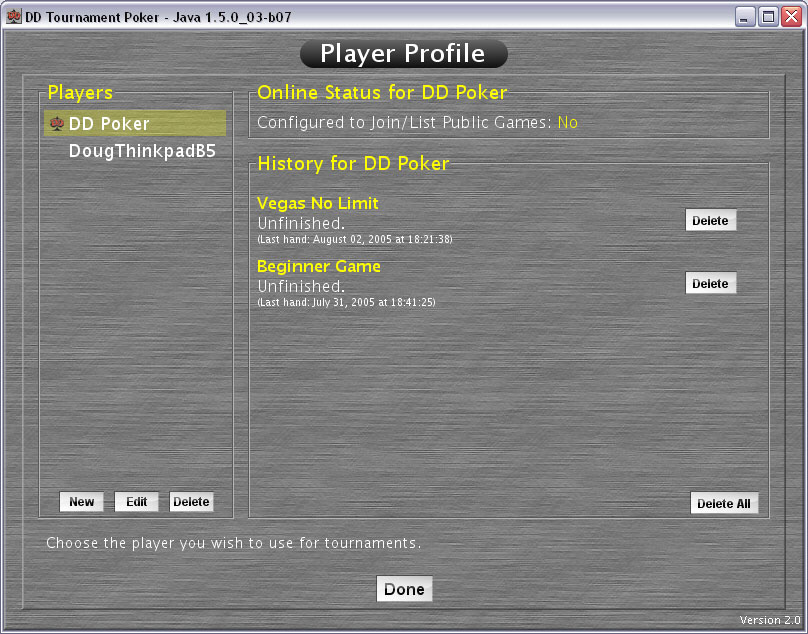 DD Tournament Poker - Java 1.5.0_03-b07
Player Profile
Players
DD Poker
DougThinkpadB5
New Edit Delete
Online Status for DD Poker
Configured to Join/List Public Games: No
History for DD Poker
Vegas No Limit
Unfinished.
(Last hand: August 02, 2005 at 18:21:38)
Delete
Beginner Game
Unfinished.
(Last hand: July 31, 2005 at 18:41:25)
Delete
Delete All
Choose the player you wish to use for tournaments.
Done
Version 2.0